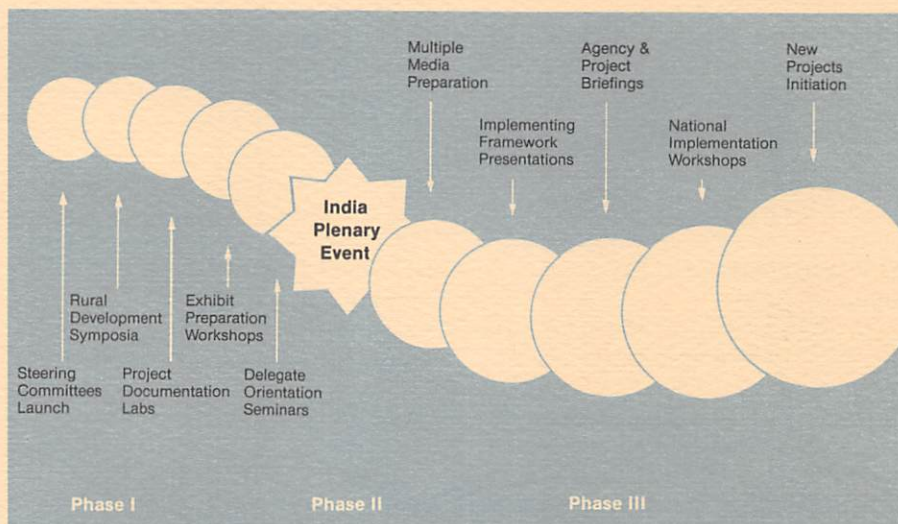 Multiple
Media
Preparation
Implementing
Framework
Presentations
Agency &
Project
Briefings
National
Implementation
Workshops
New
Projects
Initiation
India
Plenary
Event
Steering
Committees
Launch
Rural
Development
Symposia
Project
Documentation
Labs
Exhibit
Preparation
Workshops
Delegate
Orientation
Seminars
Phase I
Phase II
Phase III